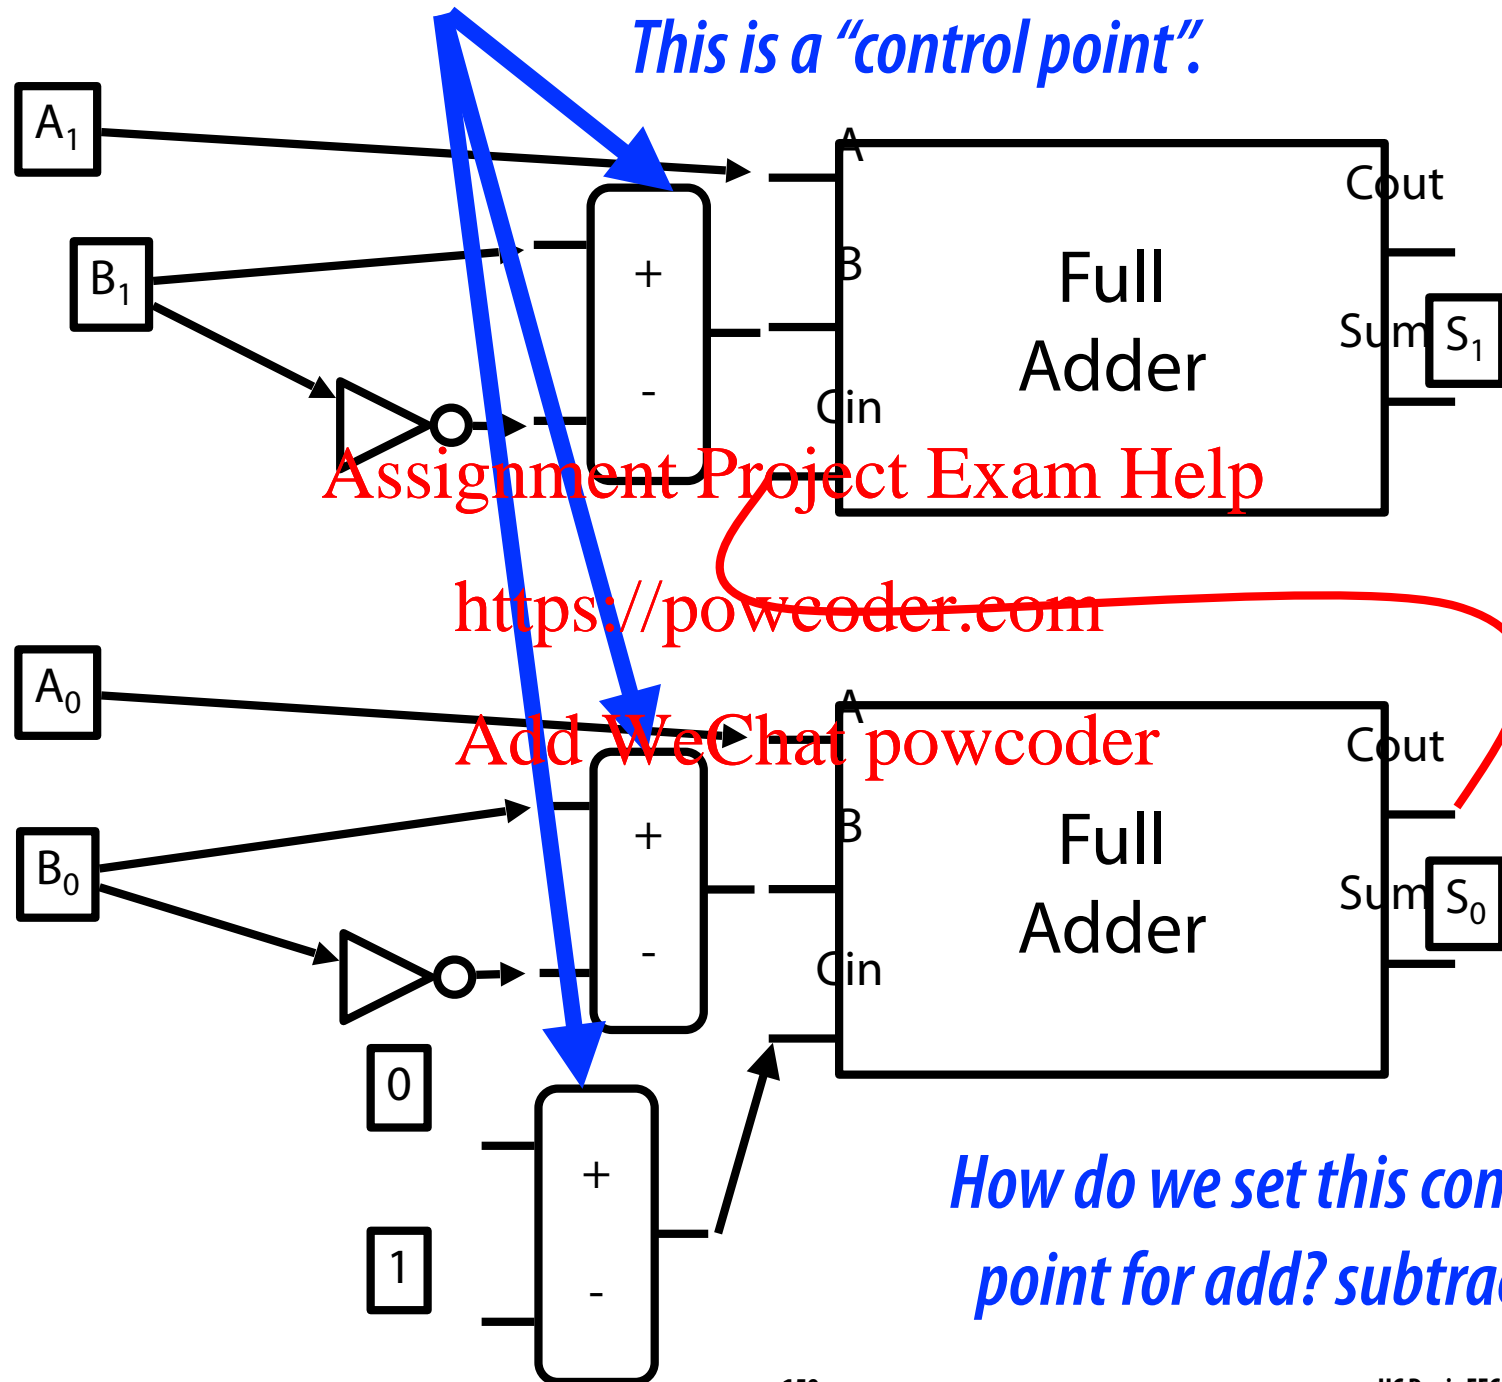 This is a “control point”.
A₁
A
Cout
B₁
+
B
Full
Adder
Sum
S₁
-
Cin
Assignment Project Exam Help
https://powcoder.com
A₀
A
Add WeChat powcoder
Cout
B₀
+
B
Full
Adder
Sum
S₀
-
Cin
0
+
How do we set this con
1
-
point for add? subtrac